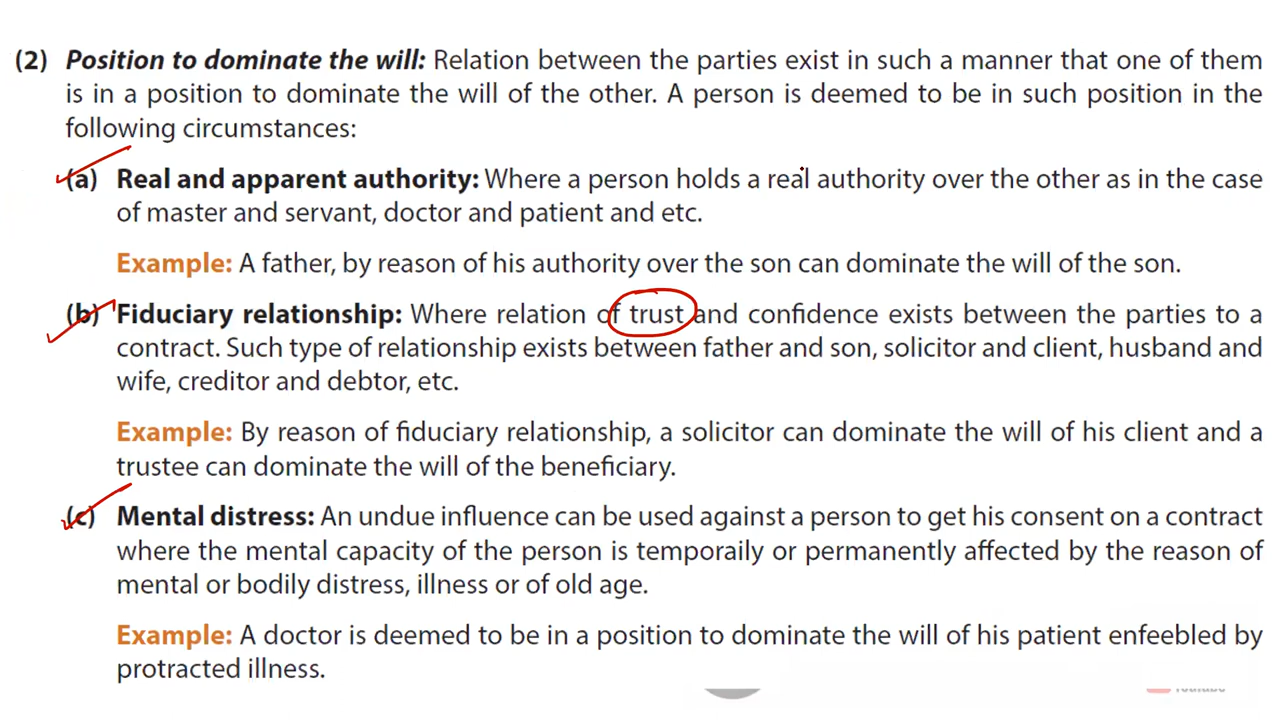 (2) Position to dominate the will: Relation between the parties exist in such a manner that one of them
is in a position to dominate the will of the other. A person is deemed to be in such position in the
following circumstances:
(a) Real and apparent authority: Where a person holds a real authority over the other as in the case
of master and servant, doctor and patient and etc.
Example: A father, by reason of his authority over the son can dominate the will of the son.
(b) Fiduciary relationship: Where relation of trust and confidence exists between the parties to a
contract. Such type of relationship exists between father and son, solicitor and client, husband and
wife, creditor and debtor, etc.
Example: By reason of fiduciary relationship, a solicitor can dominate the will of his client and a
trustee can dominate the will of the beneficiary.
(c) Mental distress: An undue influence can be used against a person to get his consent on a contract
where the mental capacity of the person is temporaily or permanently affected by the reason of
mental or bodily distress, illness or of old age.
Example: A doctor is deemed to be in a position to dominate the will of his patient enfeebled by
protracted illness.